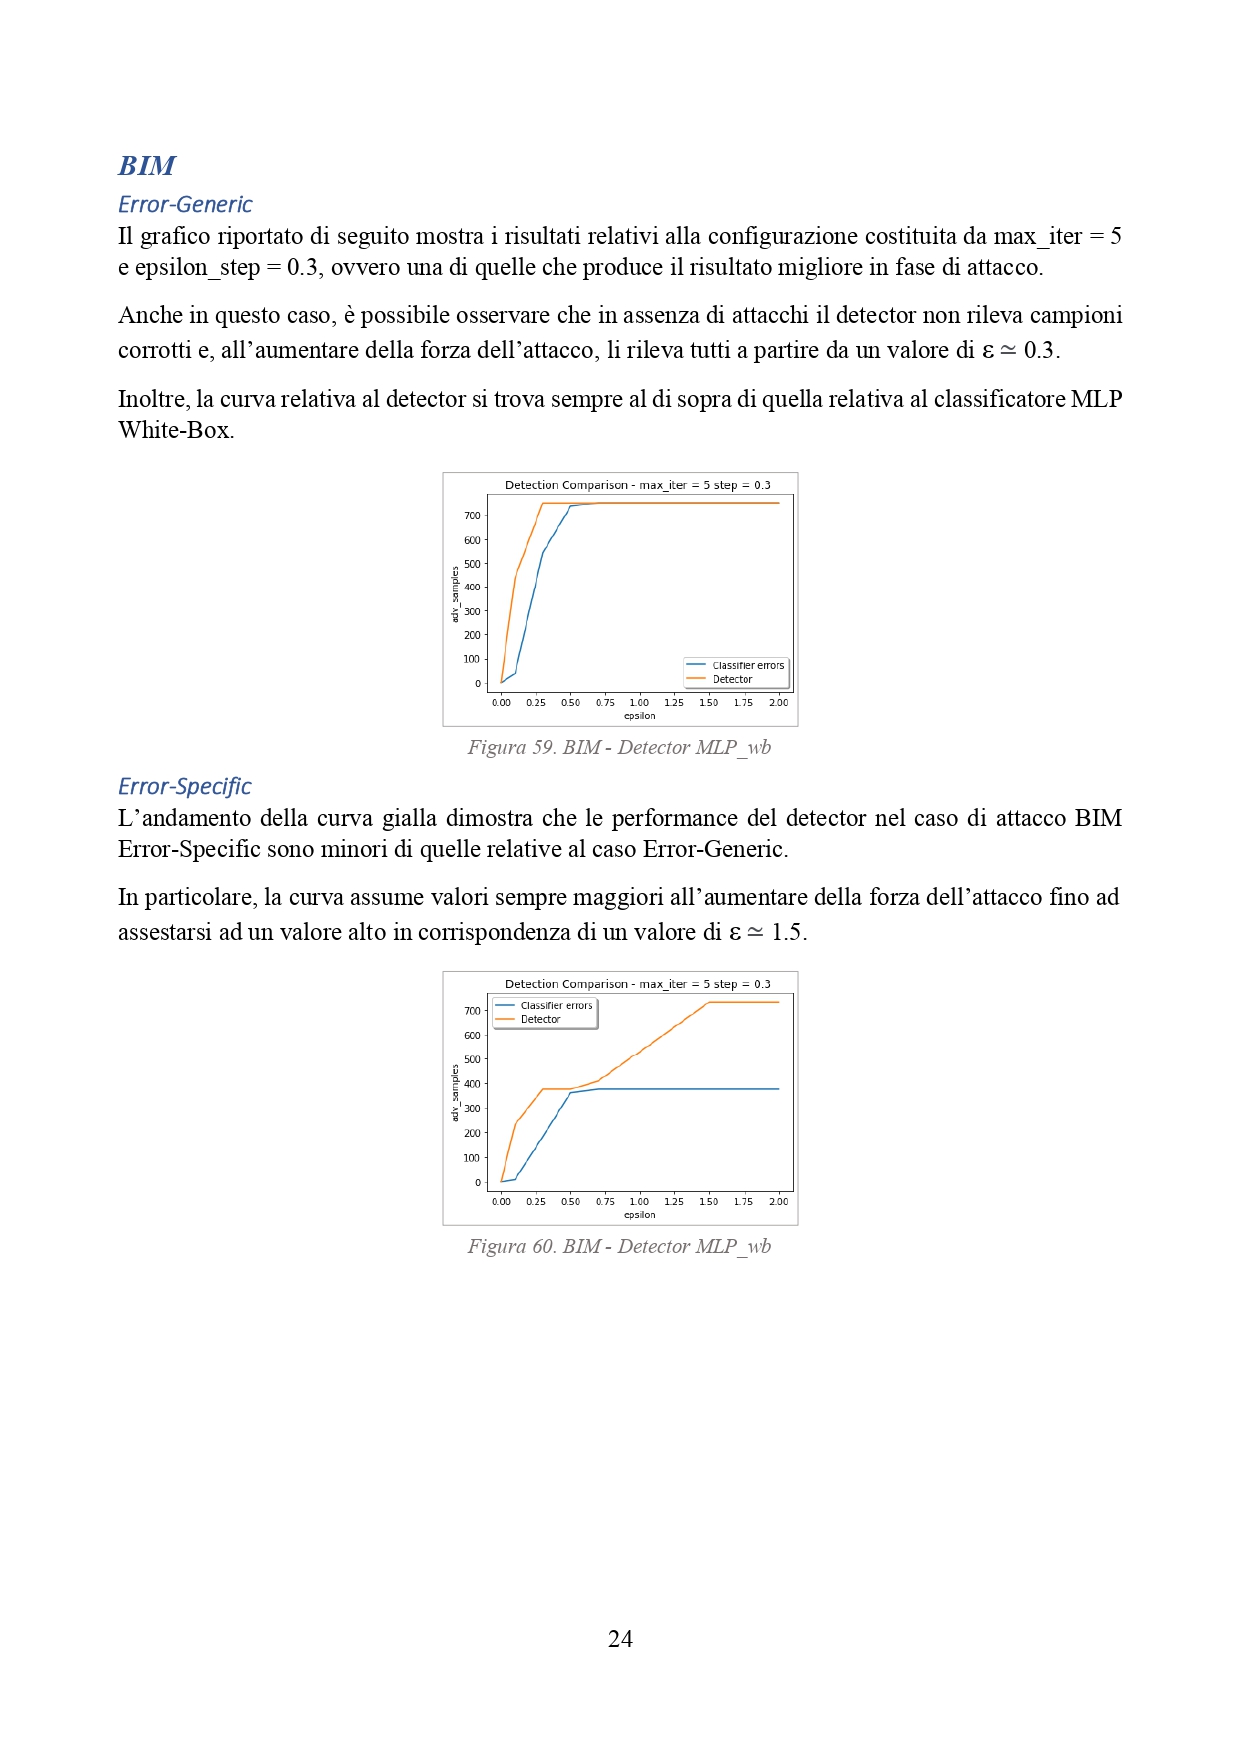 BIM
Error-Generic
Il grafico riportato di seguito mostra i risultati relativi alla configurazione costituita da max_iter = 5
e epsilon_step = 0.3, ovvero una di quelle che produce il risultato migliore in fase di attacco.
Anche in questo caso, è possibile osservare che in assenza di attacchi il detector non rileva campioni
corrotti e, all’aumentare della forza dell’attacco, li rileva tutti a partire da un valore di ε ≃ 0.3.
Inoltre, la curva relativa al detector si trova sempre al di sopra di quella relativa al classificatore MLP
White-Box.
Detection Comparison - max_iter = 5 step = 0.3
700
600
500
400
300
200
100
0
adv_samples
Classifier errors
Detector
0.00 0.25 0.50 0.75 1.00 1.25 1.50 1.75 2.00
epsilon
Figura 59. BIM - Detector MLP_wb
Error-Specific
L’andamento della curva gialla dimostra che le performance del detector nel caso di attacco BIM
Error-Specific sono minori di quelle relative al caso Error-Generic.
In particolare, la curva assume valori sempre maggiori all’aumentare della forza dell’attacco fino ad
assestarsi ad un valore alto in corrispondenza di un valore di ε ≃ 1.5.
Detection Comparison - max_iter = 5 step = 0.3
Classifier errors
Detector
700
600
500
400
300
200
100
0
adv_samples
0.00 0.25 0.50 0.75 1.00 1.25 1.50 1.75 2.00
epsilon
Figura 60. BIM - Detector MLP_wb
24